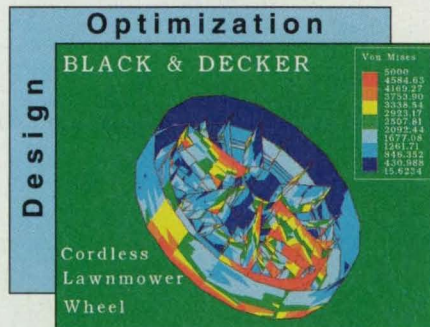 Optimization
Design
BLACK & DECKER
Von Mises
5000
4584.63
4169.27
3753.90
3338.54
2923.17
2507.81
2092.44
1677.08
1261.71
846.352
430.988
15.6234
Cordless
Lawnmower
Wheel